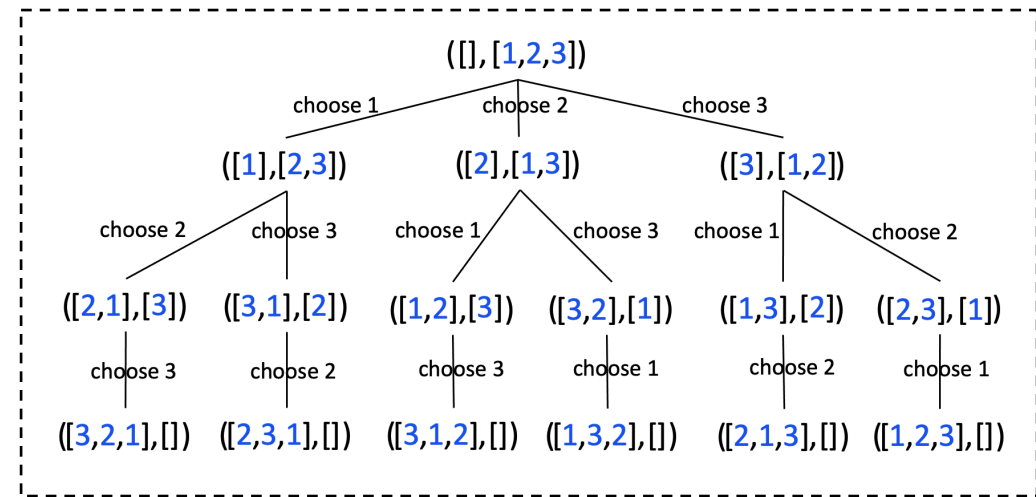 ([], [1,2,3])
choose 1 choose 2 choose 3
([1],[2,3]) ([2],[1,3]) ([3],[1,2])
choose 2 choose 3 choose 1 choose 3 choose 1 choose 2
([2,1],[3]) ([3,1],[2]) ([1,2],[3]) ([3,2],[1]) ([1,3],[2]) ([2,3],[1])
choose 3 choose 2 choose 3 choose 1 choose 2 choose 1
([3,2,1],[]) ([2,3,1],[]) ([3,1,2],[]) ([1,3,2],[]) ([2,1,3],[]) ([1,2,3],[])